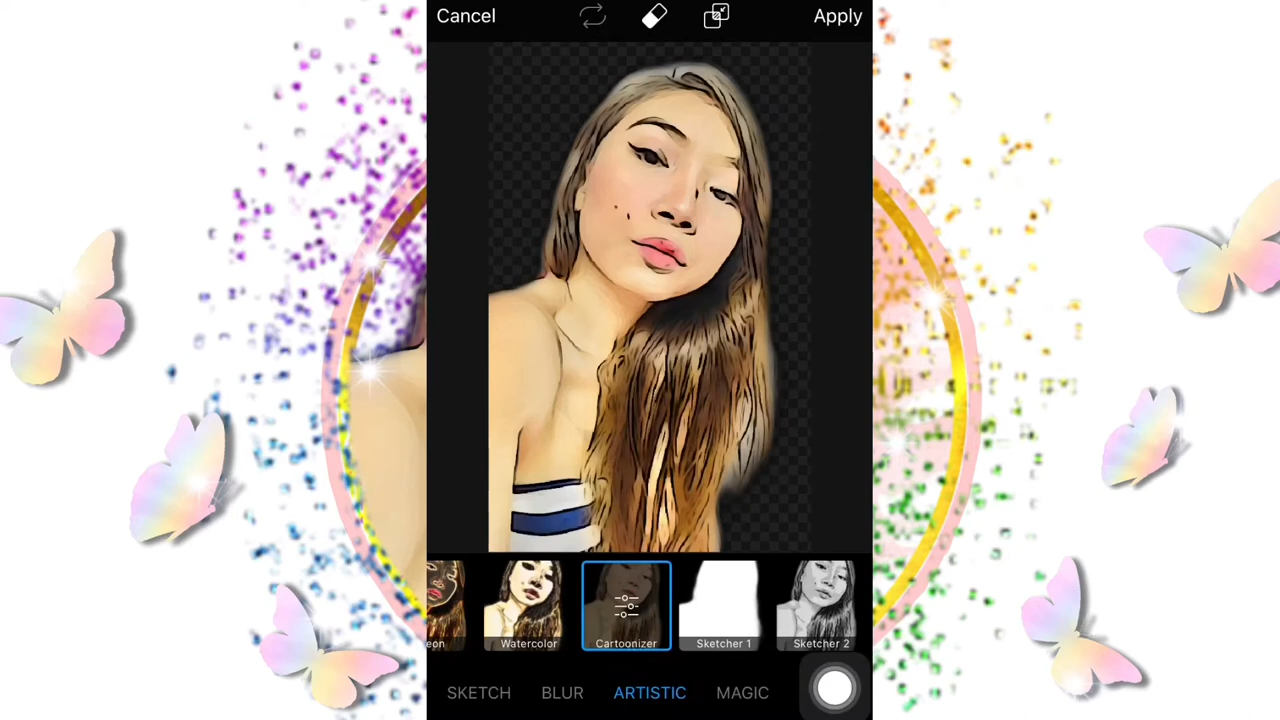 Cancel Apply
eon Watercolor Cartoonizer Sketcher 1 Sketcher 2
SKETCH BLUR ARTISTIC MAGIC